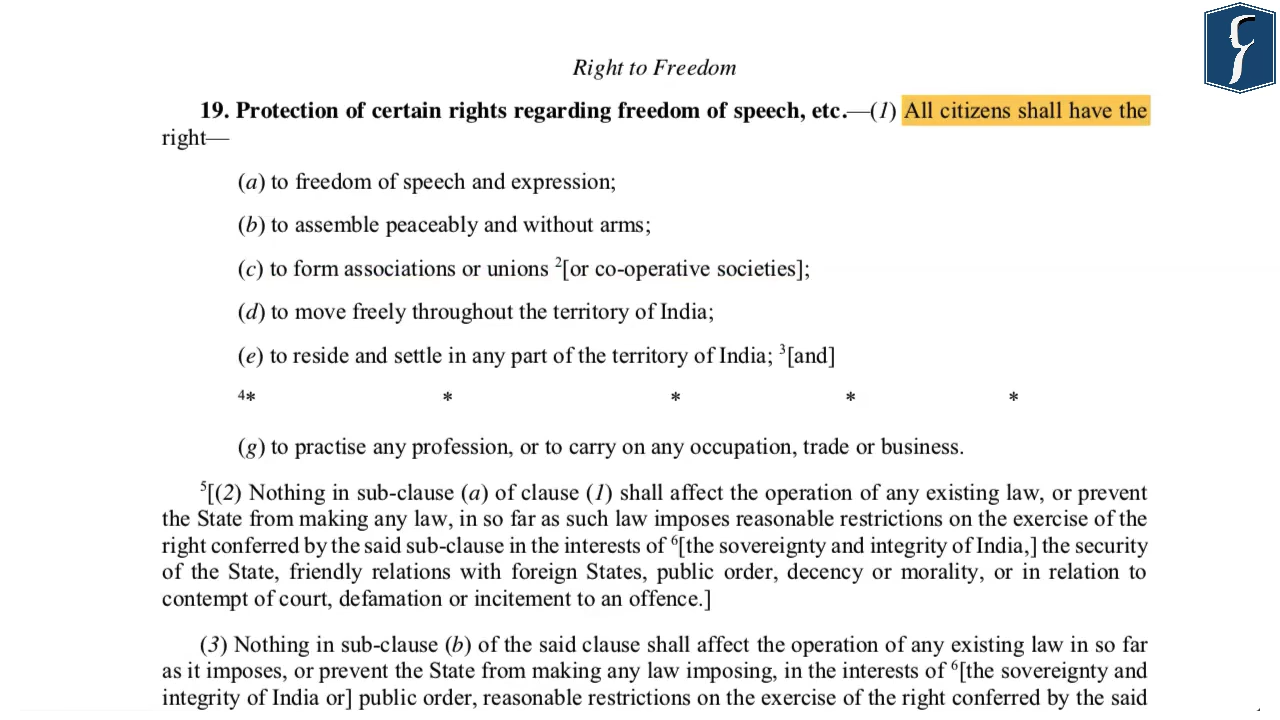 Right to Freedom
19. Protection of certain rights regarding freedom of speech, etc.—(1) All citizens shall have the
right—
(a) to freedom of speech and expression;
(b) to assemble peaceably and without arms;
(c) to form associations or unions ²[or co-operative societies];
(d) to move freely throughout the territory of India;
(e) to reside and settle in any part of the territory of India; ³[and]
⁴* * * * *
(g) to practise any profession, or to carry on any occupation, trade or business.
⁵[(2) Nothing in sub-clause (a) of clause (1) shall affect the operation of any existing law, or prevent
the State from making any law, in so far as such law imposes reasonable restrictions on the exercise of the
right conferred by the said sub-clause in the interests of ⁶[the sovereignty and integrity of India,] the security
of the State, friendly relations with foreign States, public order, decency or morality, or in relation to
contempt of court, defamation or incitement to an offence.]
(3) Nothing in sub-clause (b) of the said clause shall affect the operation of any existing law in so far
as it imposes, or prevent the State from making any law imposing, in the interests of ⁶[the sovereignty and
integrity of India or] public order, reasonable restrictions on the exercise of the right conferred by the said